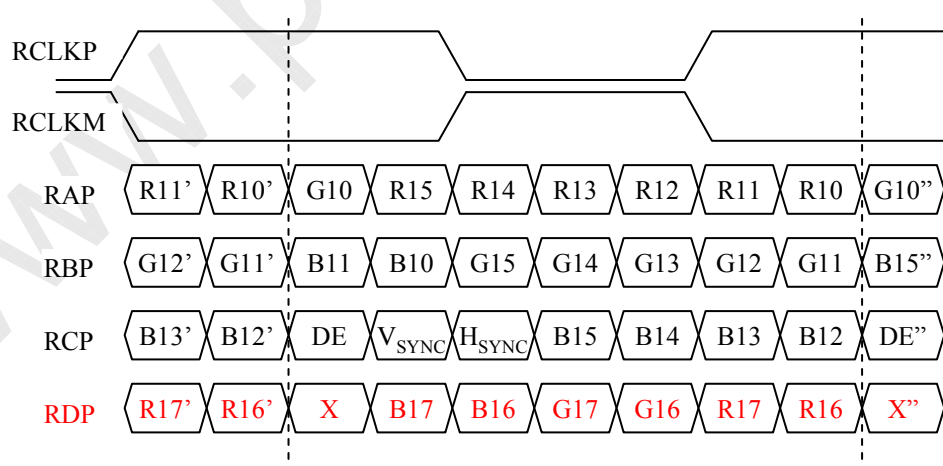 RCLKP
RCLKM
RAP R11’ R10’ G10 R15 R14 R13 R12 R11 R10 G10”
RBP G12’ G11’ B11 B10 G15 G14 G13 G12 G11 B15”
RCP B13’ B12’ DE VSYNC HSYNC B15 B14 B13 B12 DE”
RDP R17’ R16’ X B17 B16 G17 G16 R17 R16 X”